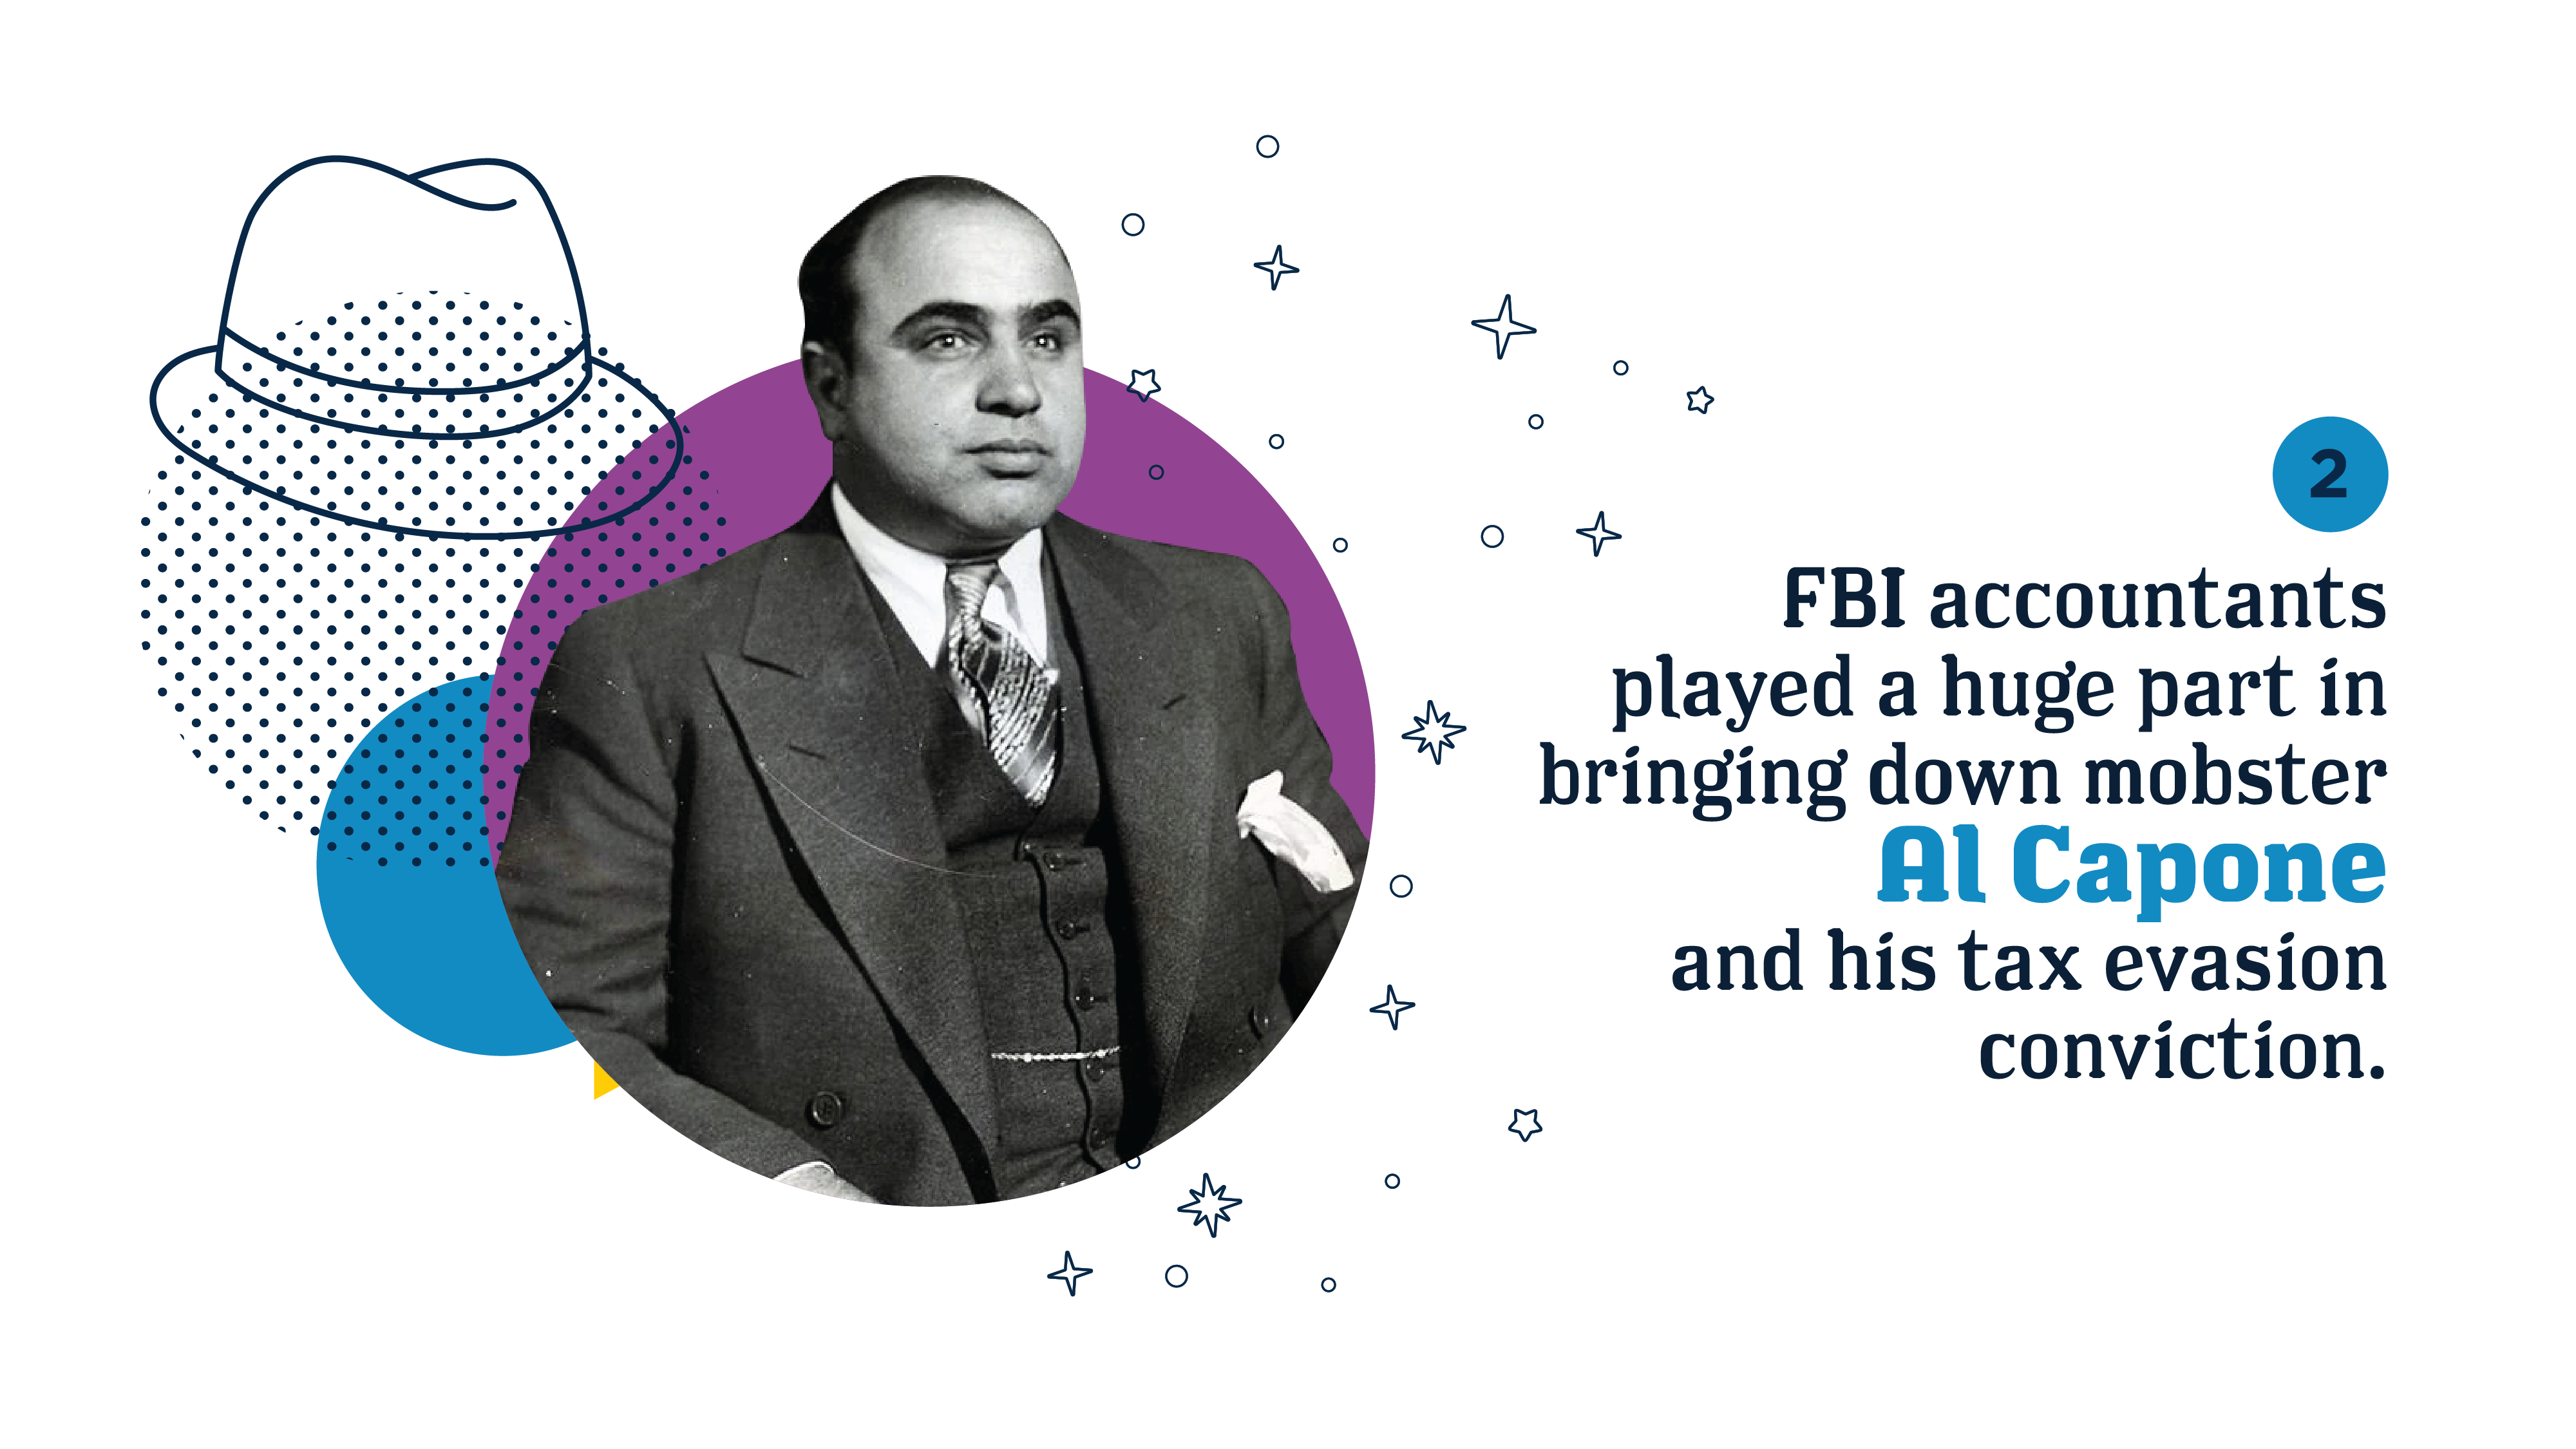 2
FBI accountants
played a huge part in
bringing down mobster
Al Capone
and his tax evasion
conviction.